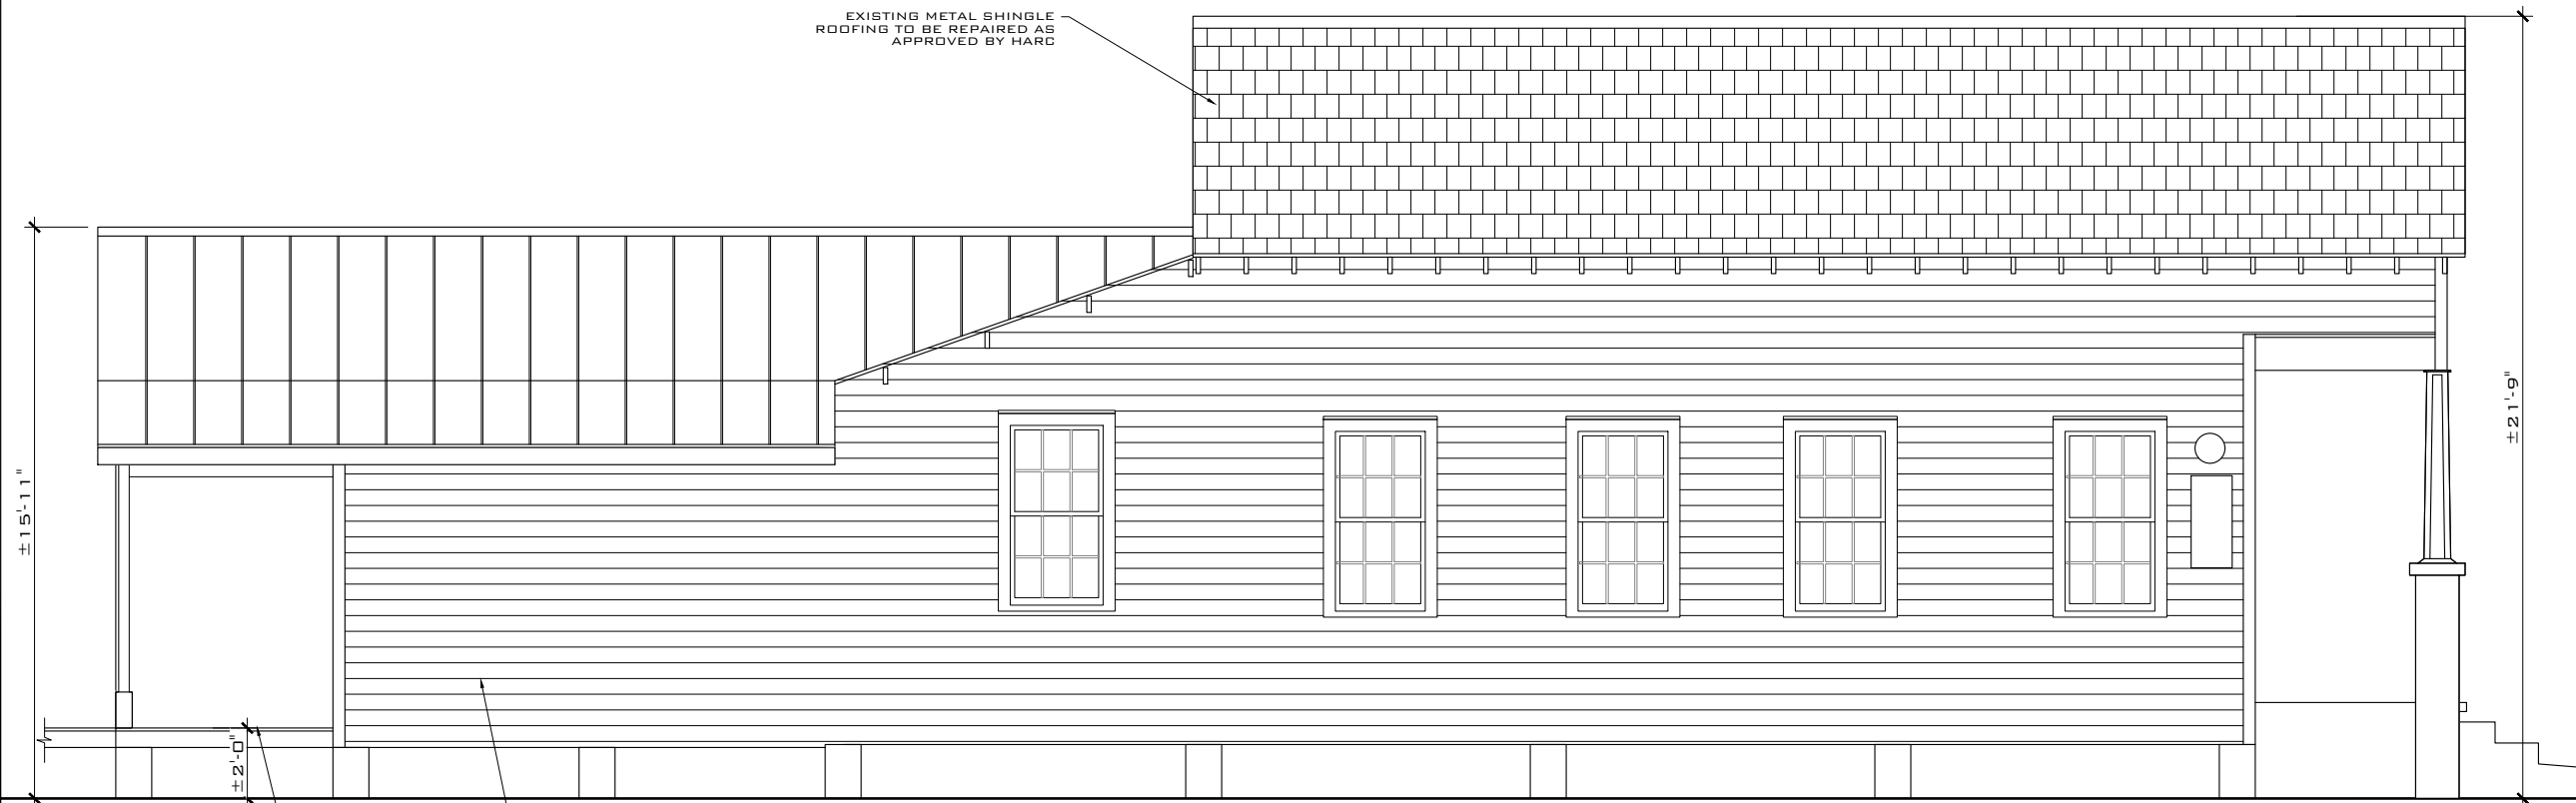 EXISTING METAL SHINGLE
ROOFING TO BE REPAIRED AS
APPROVED BY HARC
±15'-11"
±2'-0"
±21'-9"